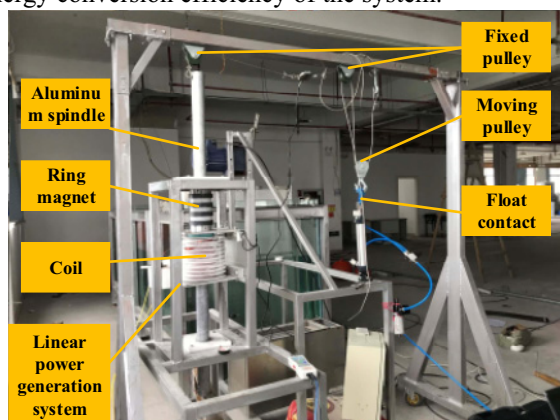 nergy conversion efficiency of the system.
Fixed
pulley
Aluminu
m spindle
Moving
pulley
Ring
magnet
Float
contact
Coil
Linear
power
generation
system